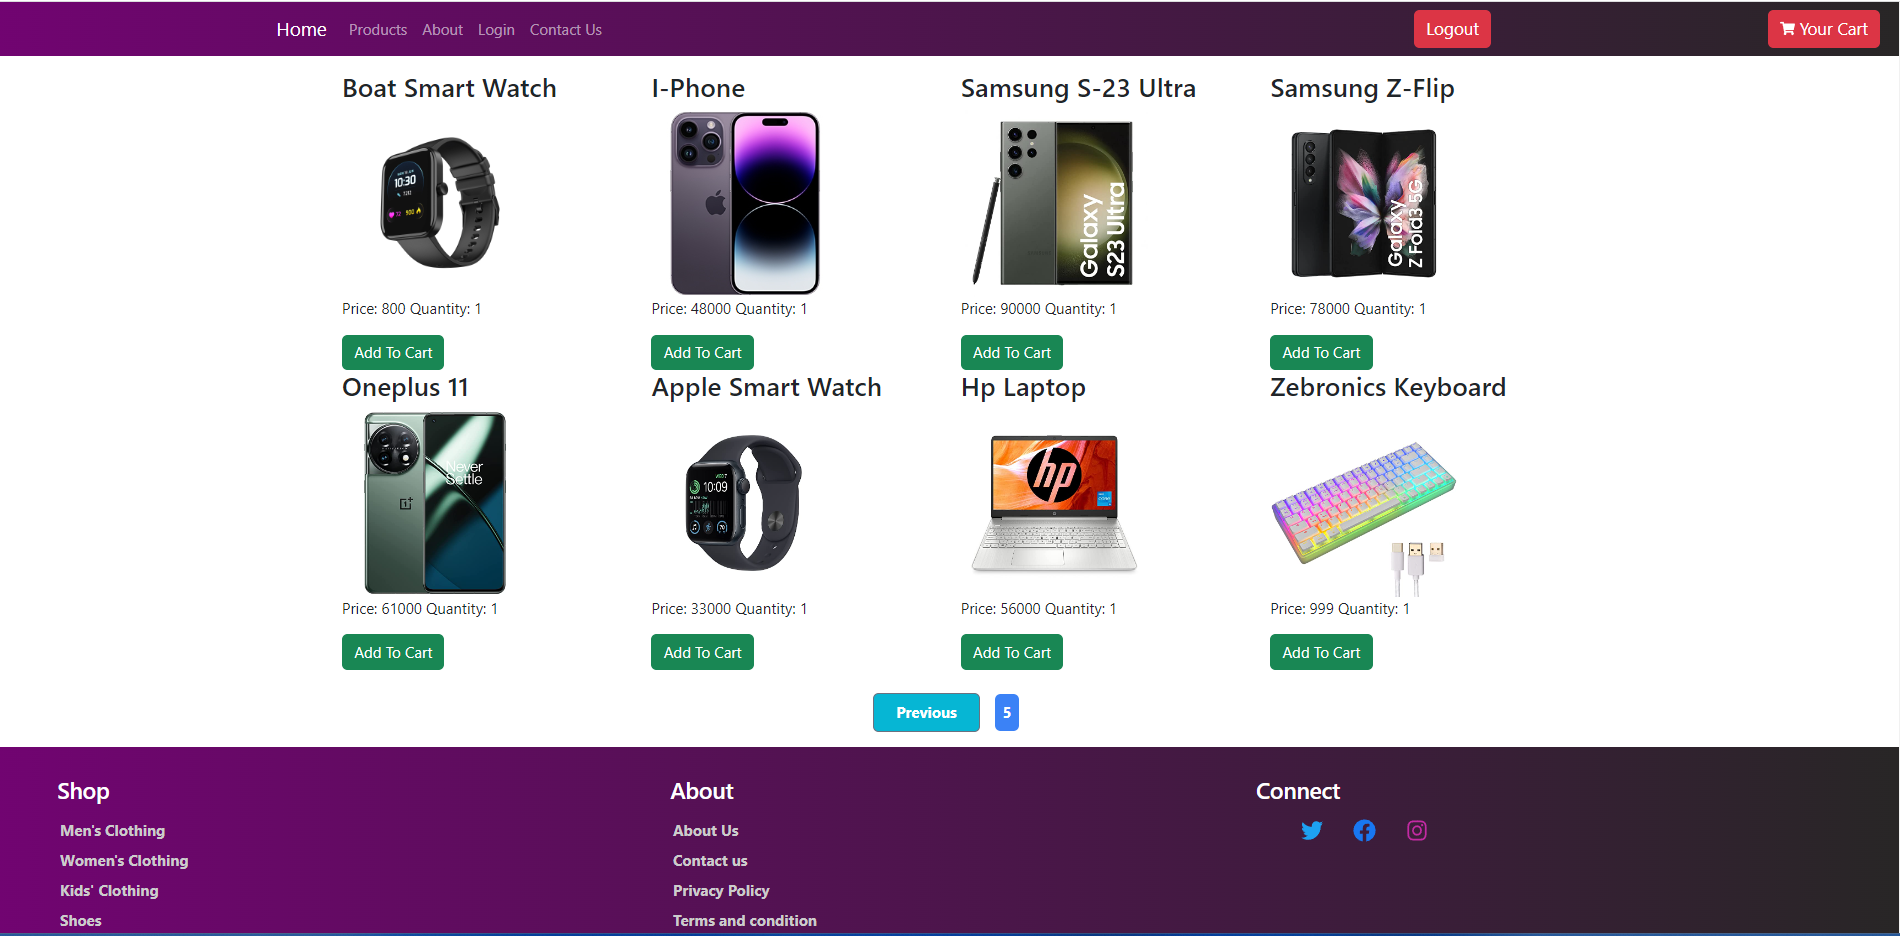 Home Products About Login Contact Us Logout Your Cart
Boat Smart Watch I-Phone Samsung S-23 Ultra Samsung Z-Flip
10:30
Galaxy
S23 Ultra
Galaxy
Z Fold3 5G
Price: 800 Quantity: 1 Price: 48000 Quantity: 1 Price: 90000 Quantity: 1 Price: 78000 Quantity: 1
Add To Cart Add To Cart Add To Cart Add To Cart
Oneplus 11 Apple Smart Watch Hp Laptop Zebronics Keyboard
Never
Settle
10:09
hp
Price: 61000 Quantity: 1 Price: 33000 Quantity: 1 Price: 56000 Quantity: 1 Price: 999 Quantity: 1
Add To Cart Add To Cart Add To Cart Add To Cart
Previous 5
Shop About Connect
Men's Clothing About Us
Women's Clothing Contact us
Kids' Clothing Privacy Policy
Shoes Terms and condition